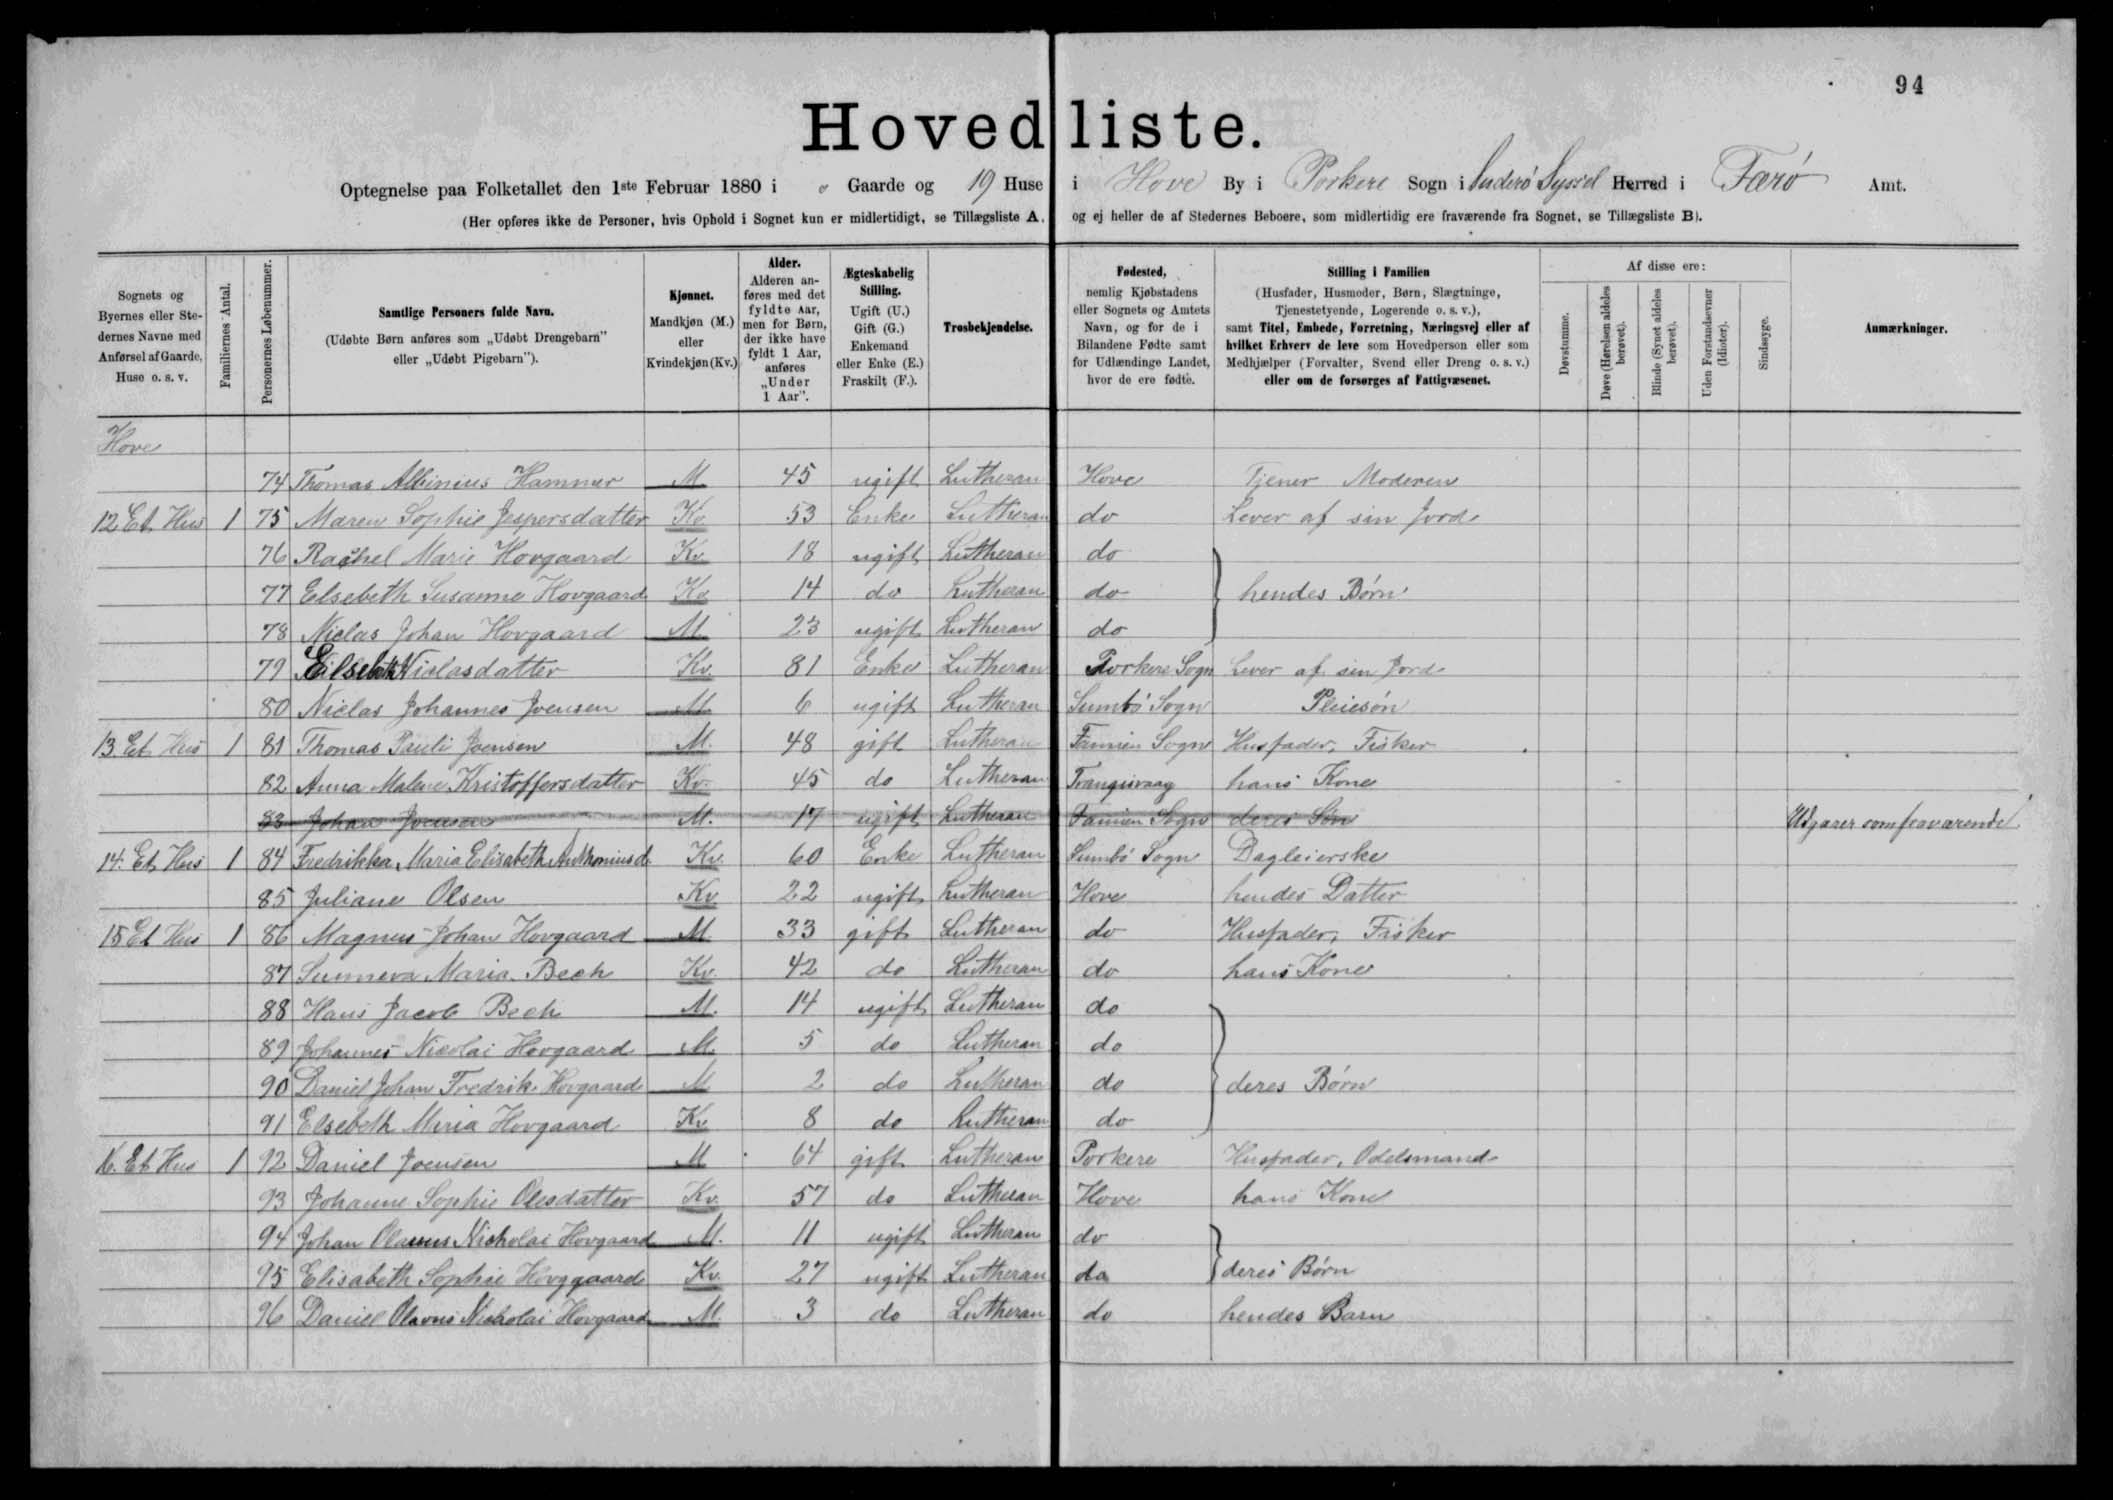 94
Hovedliste.
Optegnelse paa Folketallet den 1ste Februar 1880 i o Gaarde og 19 Huse i Hove By i Porkere Sogn i Suderö Syssel Herred i Færö Amt.
(Her opføres ikke de Personer, hvis Ophold i Sognet kun er midlertidigt, se Tillægsliste A, og ej heller de af Stedernes Beboere, som midlertidig ere fraværende fra Sognet, se Tillægsliste B).
Sognets og Byernes eller Stedernes Navne med Anførsel af Gaarde, Huse o. s. v.
Familiernes Antal.
Personernes Løbenummer.
Samtlige Personers fulde Navn.
(Udøbte Børn anføres som „Udøbt Drengebarn" eller „Udøbt Pigebarn").
Kjønnet.
Mandkjøn (M.) eller Kvindekjøn (Kv.)
Alder.
Alderen anføres med det fyldte Aar, men for Børn, der ikke have fyldt 1 Aar, anføres „Under 1 Aar".
Ægteskabelig Stilling.
Ugift (U.) Gift (G.) Enkemand eller Enke (E.) Fraskilt (F.).
Trosbekjendelse.
Fødested,
nemlig Kjøbstadens eller Sognets og Amtets Navn, og for de i Bilandene Fødte samt for Udlændinge Landet, hvor de ere fødte.
Stilling i Familien
(Husfader, Husmoder, Børn, Slægtninge, Tjenestetyende, Logerende o. s. v.),
samt Titel, Embede, Forretning, Næringsvej eller af hvilket Erhverv de leve som Hovedperson eller som Medhjælper (Forvalter, Svend eller Dreng o. s. v.) eller om de forsørges af Fattigvæsenet.
Af disse ere:
Døvstumme.
Døve (Hørelsen aldeles berøvet).
Blinde (Synet aldeles berøvet).
Uden Forstandsevner (Idioter).
Sindssyge.
Anmærkninger.
Hove
74 Thomas Albinius Hammer M 45 ugift Lutheran Hove Tjener Moderen
12 Et Hus 1 75 Maren Sophie Jespersdatter Kv 53 Enke Lutheran do Lever af sin Jord
76 Rachel Marie Hovgaard Kv. 18 ugift Lutheran do
77 Elsebeth Susanne Hovgaard Kv 14 do Lutheran do hendes Börn
78 Niclas Johan Hovgaard M 23 ugift Lutheran do
79 Elsebeth Niclasdatter Kv. 81 Enke Lutheran Porkere Sogn Lever af sin Jord
80 Niclas Johannes Joensen M 6 ugift Lutheran Sumbö Sogn Pleiesön
13. Et Hus 1 81 Thomas Pauli Joensen M. 48 gift Lutheran Famien Sogn Husfader, Fisker
82 Anna Malene Kristoffersdatter Kv. 45 do Lutheran Trangisvaag hans Kone
83 Johan Joensen M. 17 ugift Lutheran Famien Sogn deres Sön Udgaaer som fraværende
14. Et Hus 1 84 Fredrikka Maria Elisabeth Anthoniusd. Kv. 60 Enke Lutheran Sumbö Sogn Dagleierske
85 Juliane Olsen Kv. 22 ugift Lutheran Hove hendes Datter
15 Et Hus 1 86 Magnus Johan Hovgaard M 33 gift Lutheran do Husfader, Fisker
87 Sunneva Maria Bech Kv. 42 do Lutheran do hans Kone
88 Hans Jacob Bech M. 14 ugift Lutheran do
89 Johannes Nicolai Hovgaard M. 5 do Lutheran do
90 Daniel Johan Fredrik Hovgaard M 2 do Lutheran do deres Börn
91 Elsebeth Maria Hovgaard Kv 8 do Lutheran do
16. Et Hus 1 92 Daniel Joensen M 64 gift Lutheran Porkere Husfader, Odelsmand
93 Johanne Sophie Olesdatter Kv. 57 do Lutheran Hove hans Kone
94 Johan Olauus Nicholai Hovgaard M. 11 ugift Lutheran do
95 Elisabeth Sophie Hovggaard Kv. 27 ugift Lutheran do deres Börn
96 Daniel Olavus Nicholai Hovgaard M. 3 do Lutheran do hendes Barn